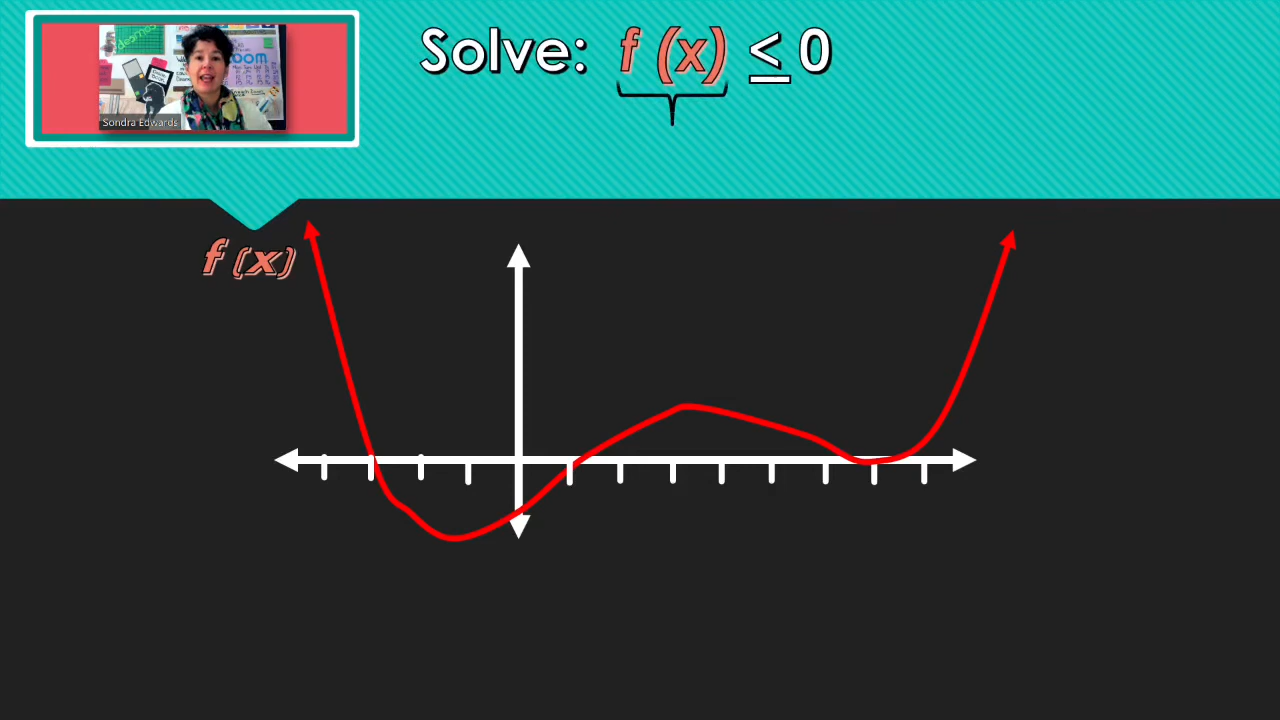 Solve: f (x) ≤ 0
Sondra Edwards
f (x)